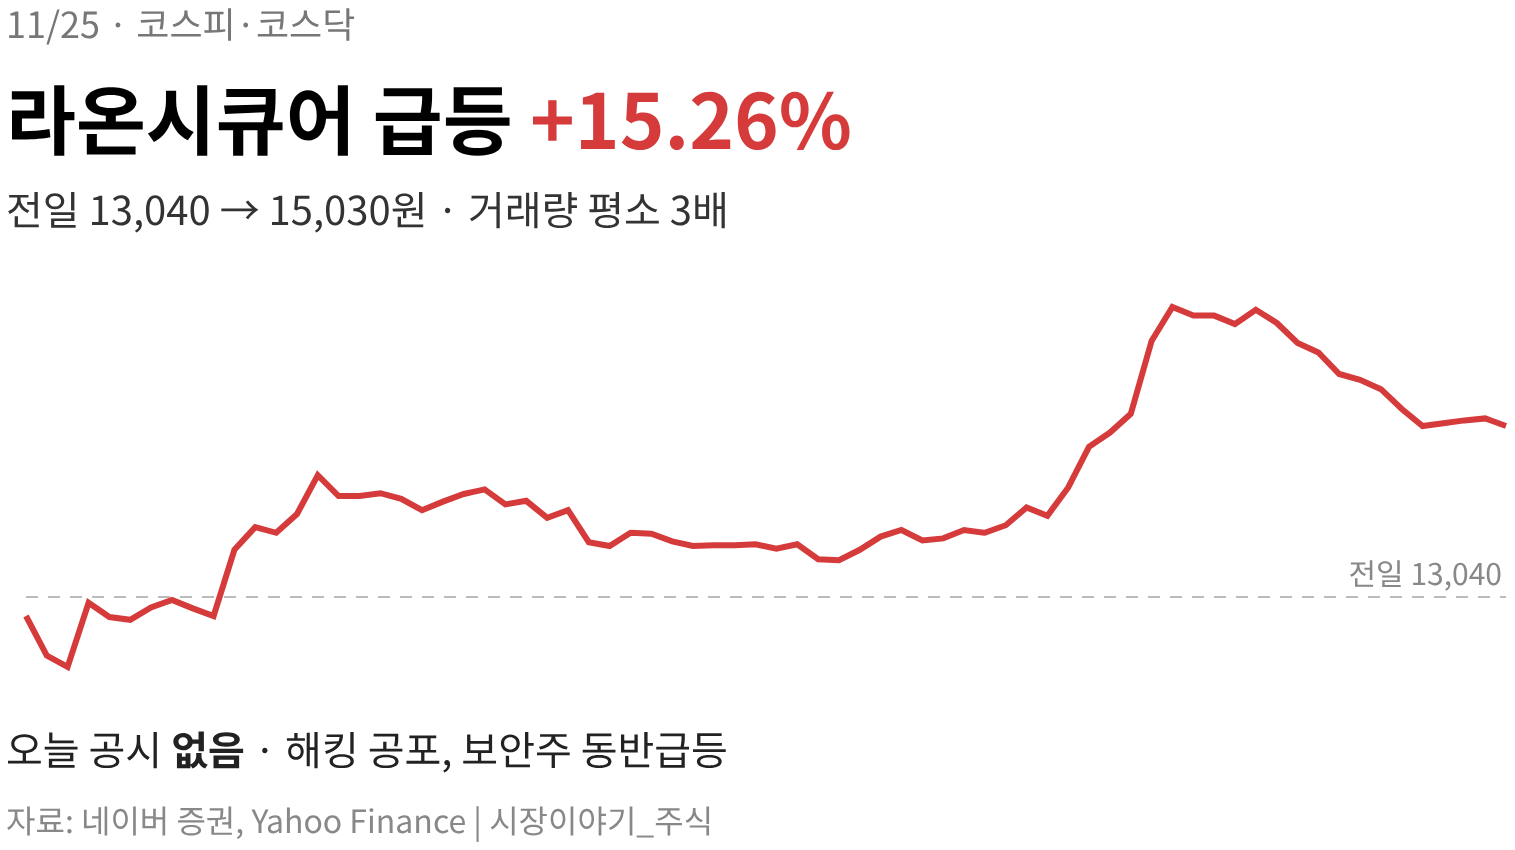 11/25 · 코스피·코스닥
라온시큐어 급등 +15.26%
전일 13,040 → 15,030원 · 거래량 평소 3배
전일 13,040
오늘 공시 없음 · 해킹 공포, 보안주 동반급등
자료: 네이버 증권, Yahoo Finance | 시장이야기_주식